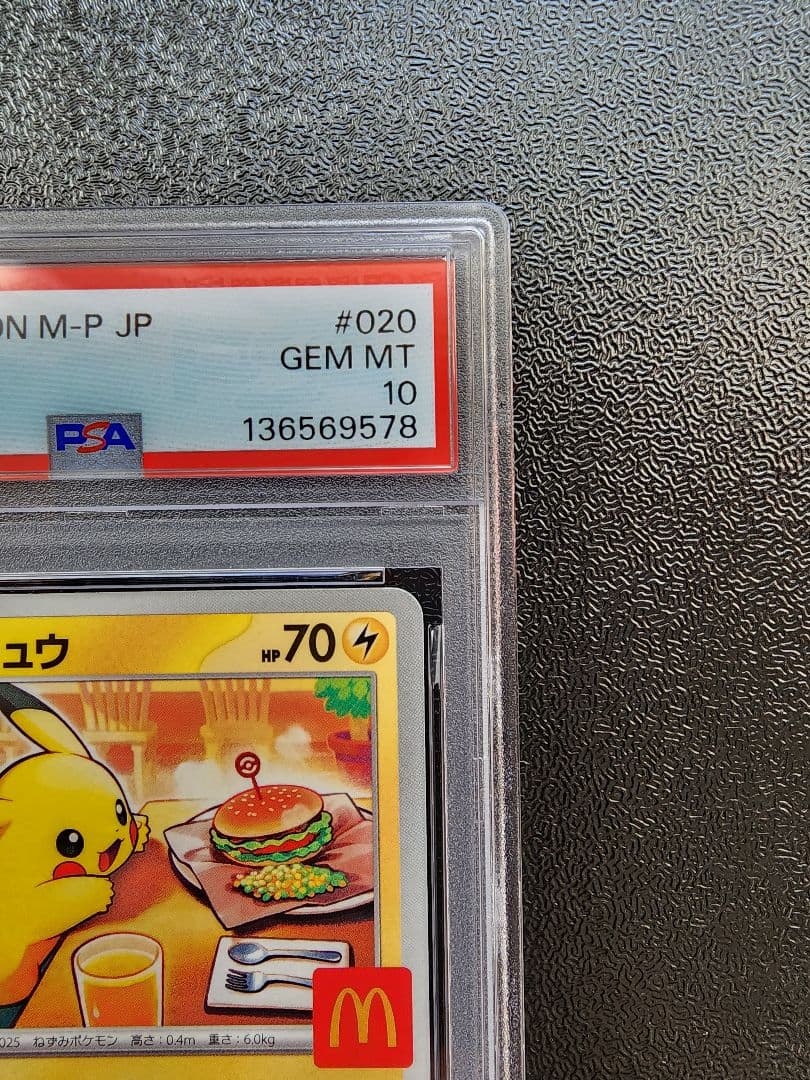 ON M-P JP #020
GEM MT
10
PSA 136569578
ュウ HP70
2025 ねずみポケモン 高さ:0.4m 重さ:6.0kg
M